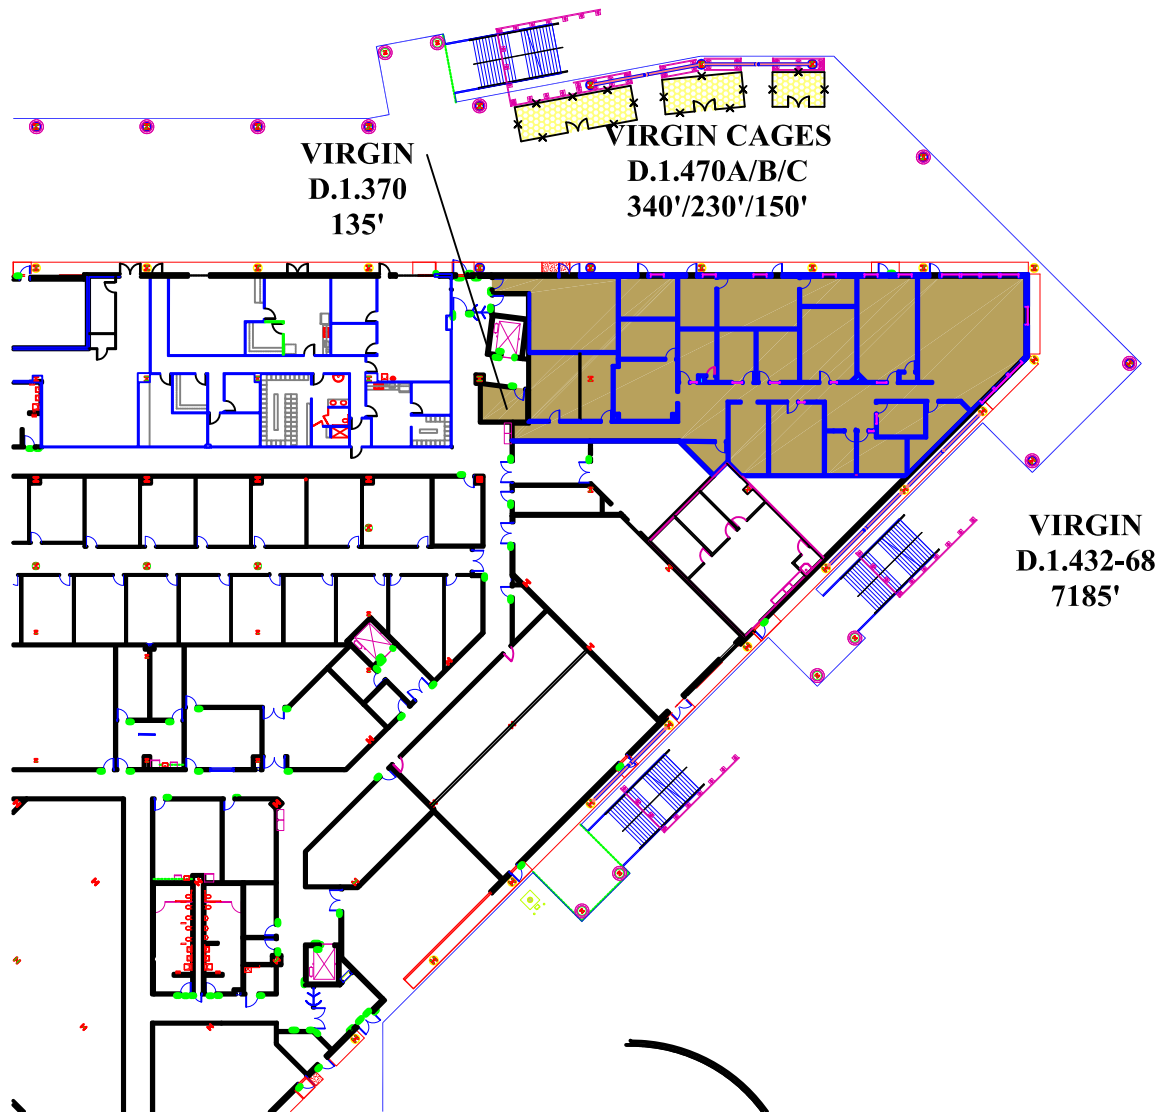 VIRGIN CAGES
D.1.470A/B/C
340'/230'/150'
VIRGIN
D.1.370
135'
VIRGIN
D.1.432-68
7185'